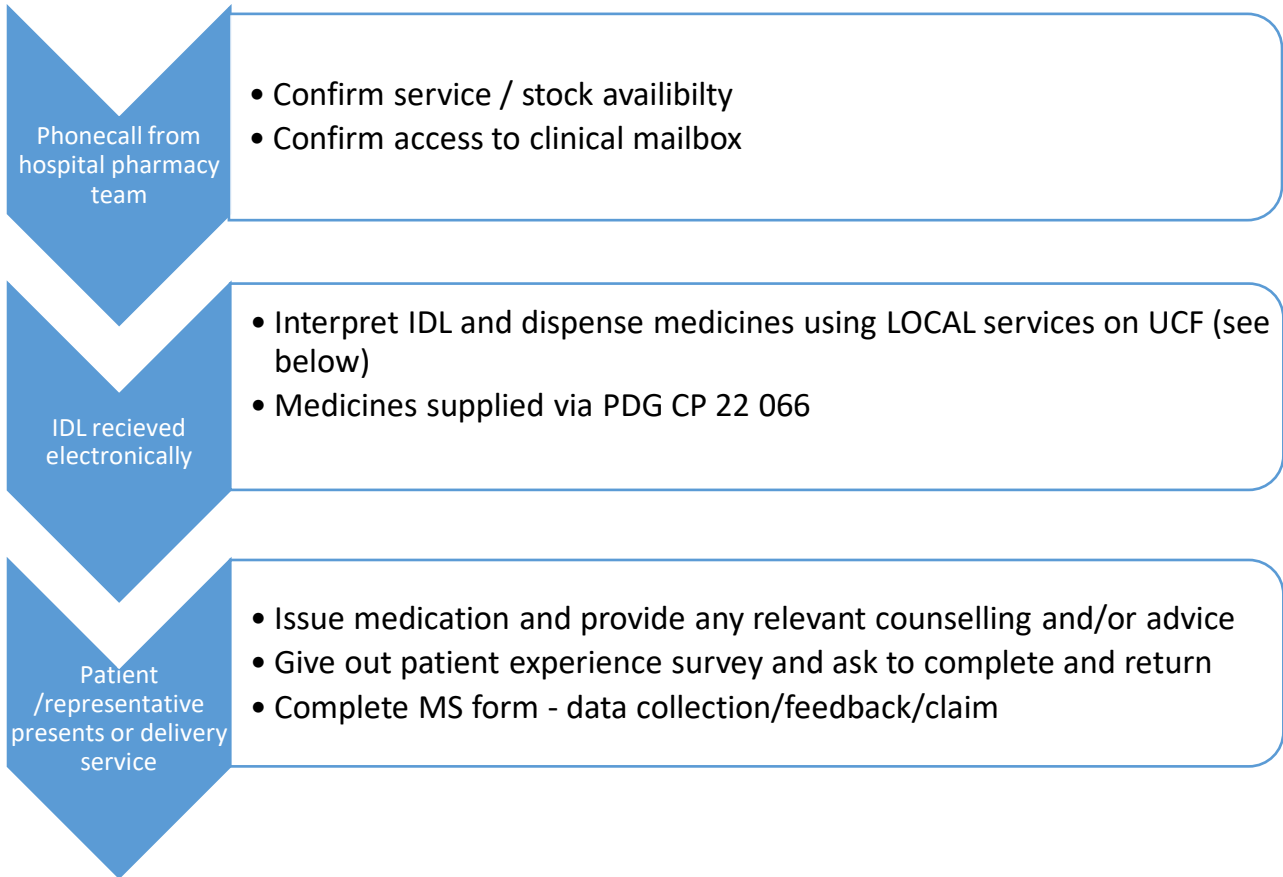 Phonecall from
hospital pharmacy
team
• Confirm service / stock availibilty
• Confirm access to clinical mailbox
IDL recieved
electronically
• Interpret IDL and dispense medicines using LOCAL services on UCF (see
below)
• Medicines supplied via PDG CP 22 066
Patient
/representative
presents or delivery
service
• Issue medication and provide any relevant counselling and/or advice
• Give out patient experience survey and ask to complete and return
• Complete MS form - data collection/feedback/claim